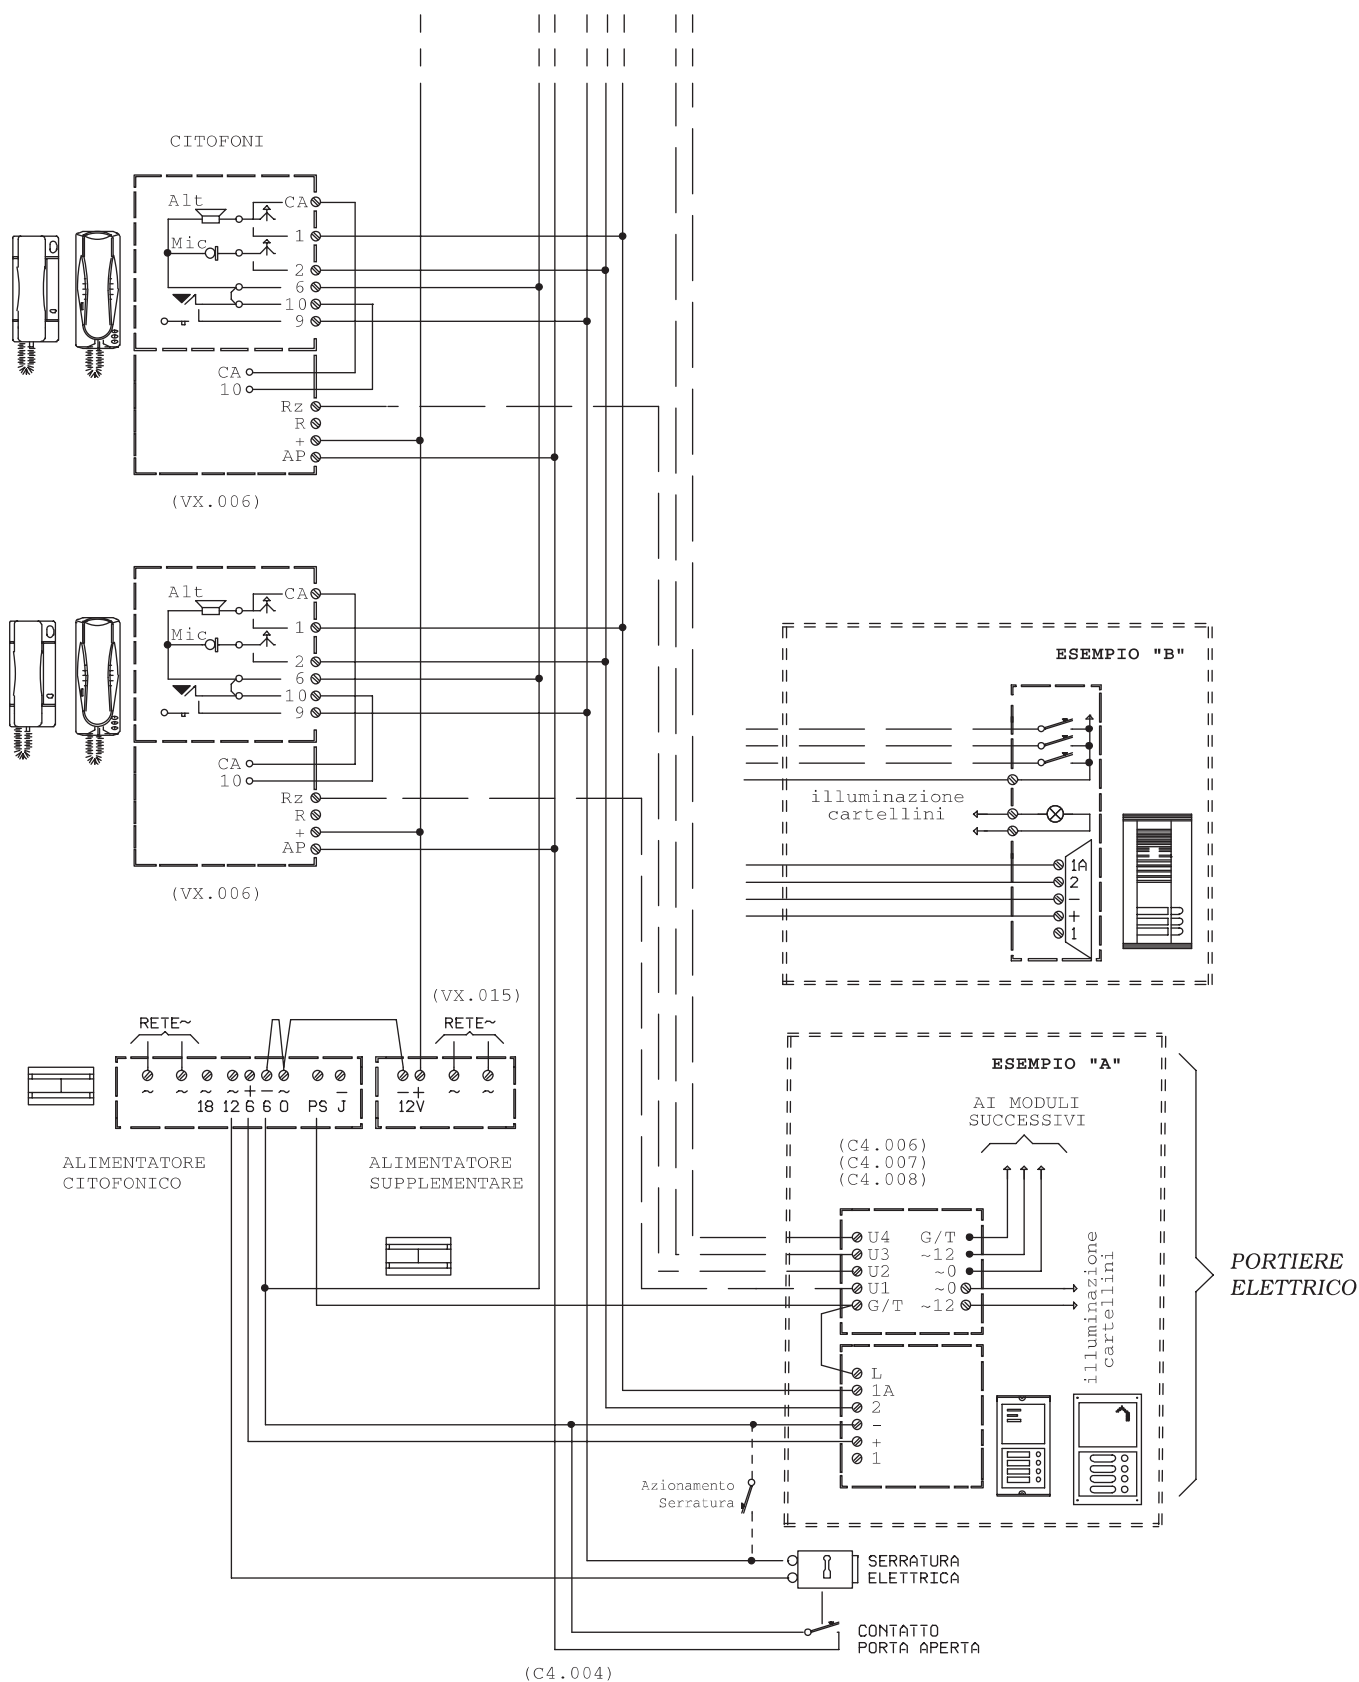 CITOFONI
Alt
CA
1
Mic
2
6
10
9
CA
10
Rz
R
+
AP
(VX.006)
Alt
CA
1
Mic
2
6
10
9
CA
10
Rz
R
+
AP
(VX.006)
ESEMPIO "B"
illuminazione
cartellini
1A
2
−
+
1
(VX.015)
RETE~
RETE~
~ ~ ~ ~ + − ~ −
18 12 6 6 0 PS J
− + ~ ~
12V
ALIMENTATORE
CITOFONICO
ALIMENTATORE
SUPPLEMENTARE
ESEMPIO "A"
AI MODULI
SUCCESSIVI
(C4.006)
(C4.007)
(C4.008)
U4 G/T
U3 ~12
U2 ~0
U1 ~0
G/T ~12
illuminazione
cartellini
PORTIERE
ELETTRICO
L
1A
2
−
+
1
Azionamento
Serratura
SERRATURA
ELETTRICA
CONTATTO
PORTA APERTA
(C4.004)